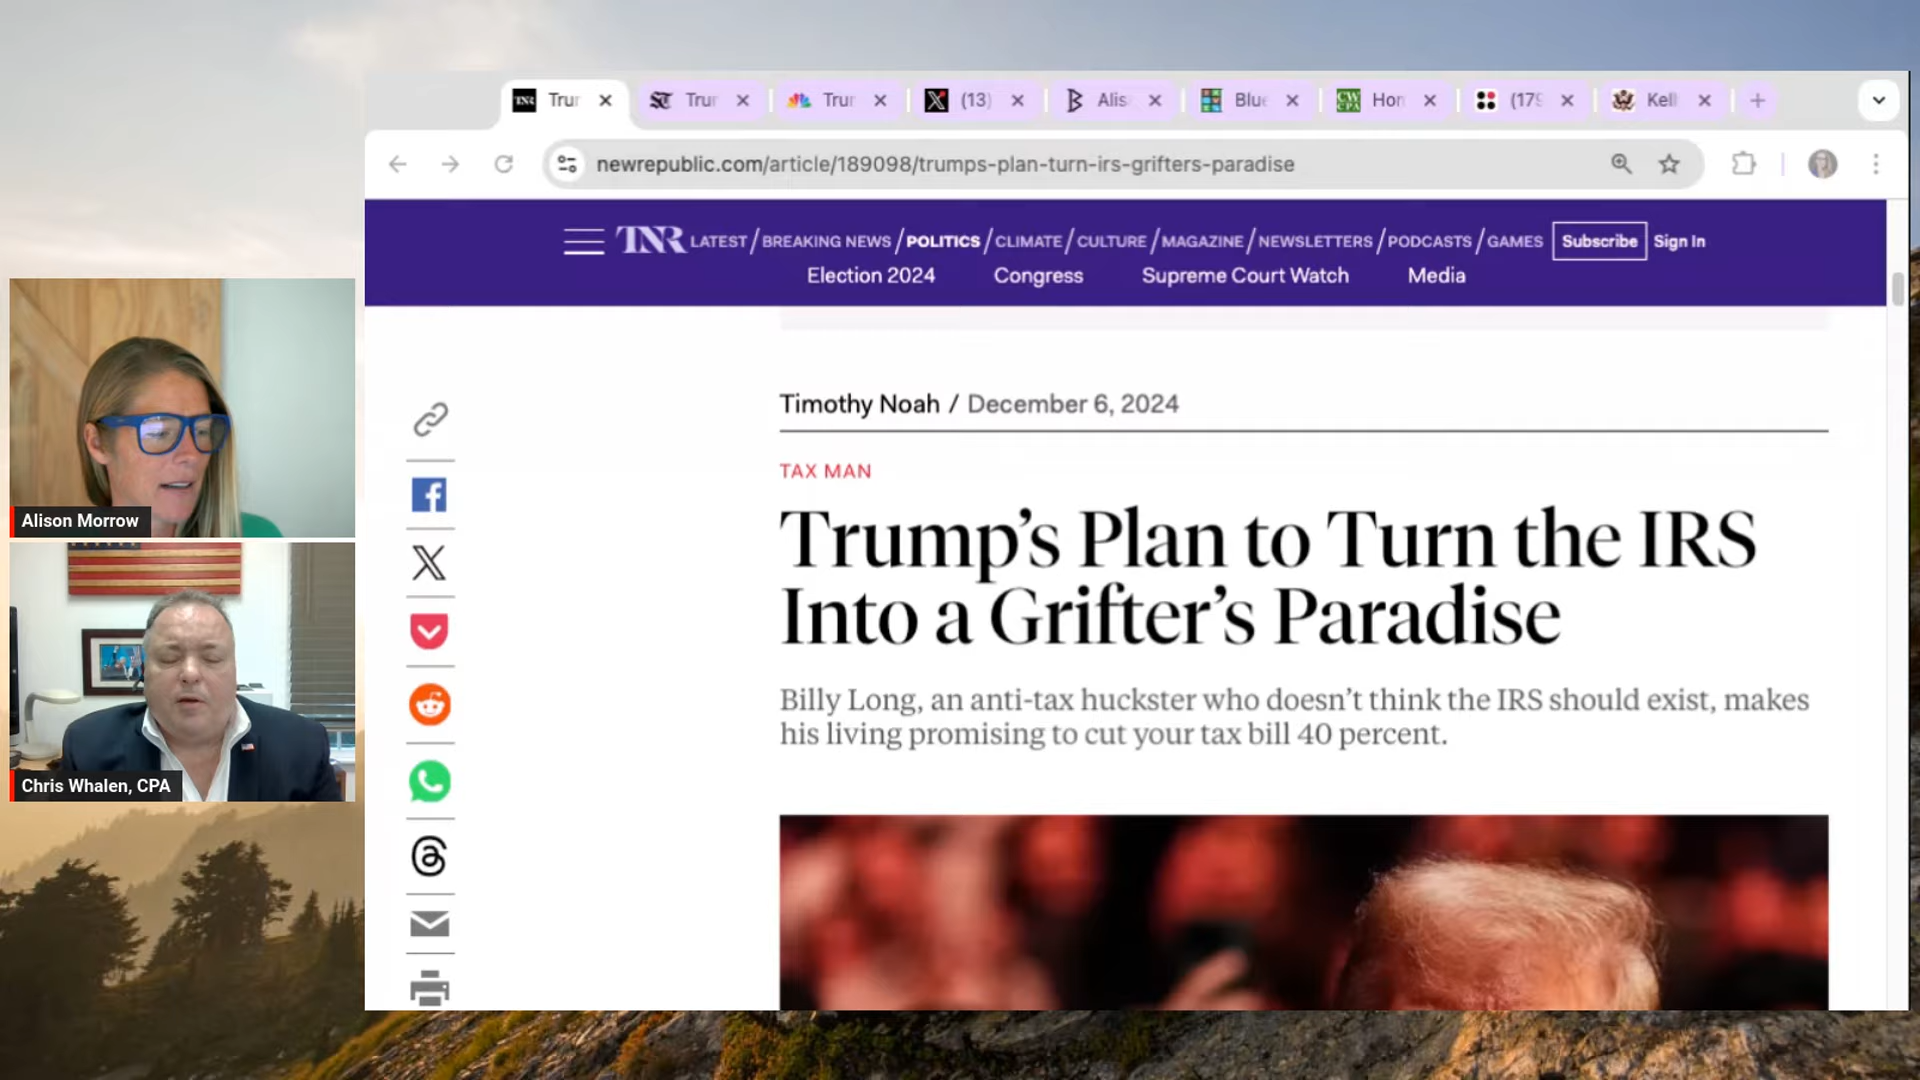 Trur
Trur
Trur
(13)
Alis
Blue
Hon
(179
Kell
newrepublic.com/article/189098/trumps-plan-turn-irs-grifters-paradise
TNR LATEST / BREAKING NEWS / POLITICS / CLIMATE / CULTURE / MAGAZINE / NEWSLETTERS / PODCASTS / GAMES Subscribe Sign In
Election 2024 Congress Supreme Court Watch Media
Timothy Noah / December 6, 2024
TAX MAN
Trump’s Plan to Turn the IRS
Into a Grifter’s Paradise
Billy Long, an anti-tax huckster who doesn’t think the IRS should exist, makes
his living promising to cut your tax bill 40 percent.
Alison Morrow
Chris Whalen, CPA